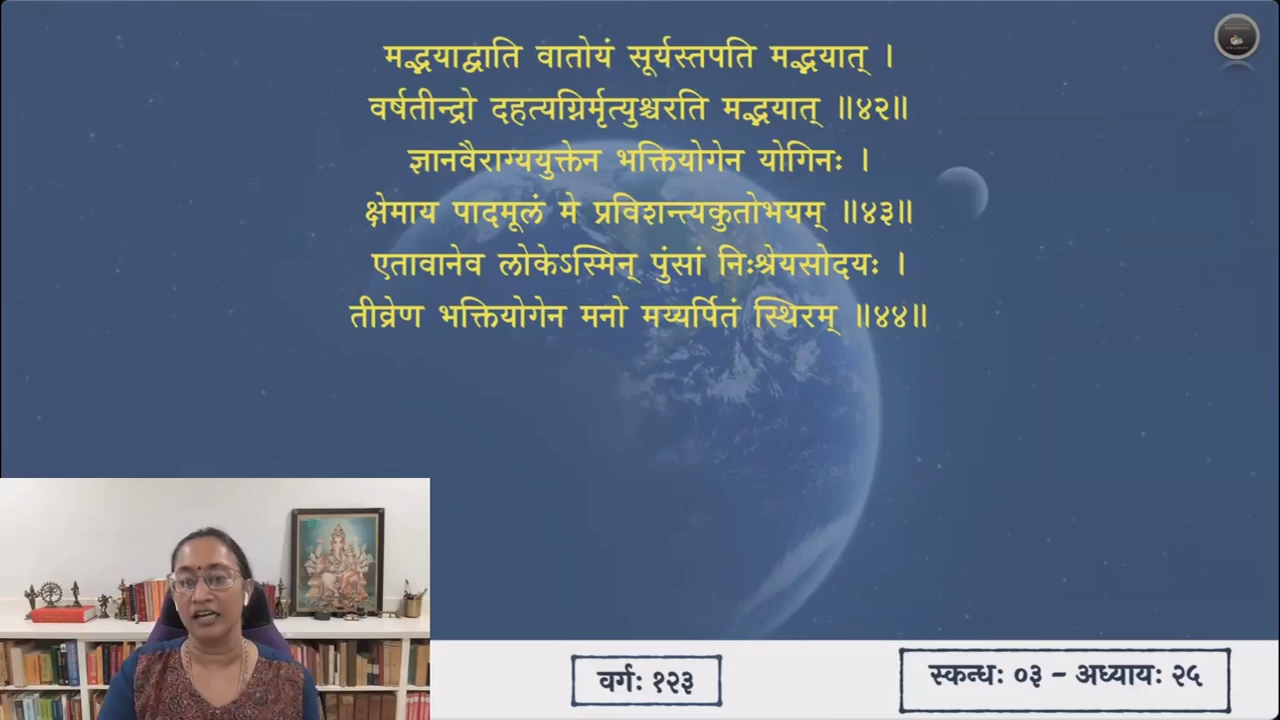 मद्भयाद्वाति वातोयं सूर्यस्तपति मद्भयात् ।
वर्षतीन्द्रो दहत्यग्निर्मृत्युश्चरति मद्भयात् ॥४२॥
ज्ञानवैराग्ययुक्तेन भक्तियोगेन योगिनः ।
क्षेमाय पादमूलं मे प्रविशन्त्यकुतोभयम् ॥४३॥
एतावानेव लोकेऽस्मिन् पुंसां निःश्रेयसोदयः ।
तीव्रेण भक्तियोगेन मनो मय्यर्पितं स्थिरम् ॥४४॥
वर्गः १२३
स्कन्धः ०३ - अध्यायः २५